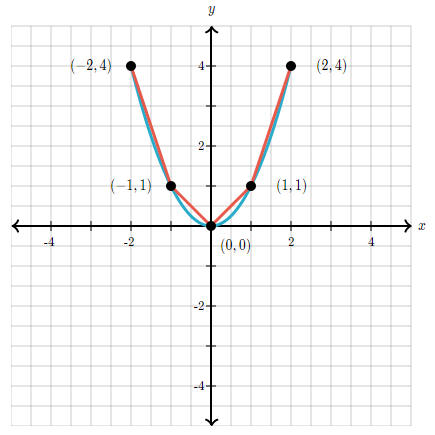 y
(−2, 4) 4 (2, 4)
2
(−1, 1) (1, 1)
x
-4 -2 2 4
(0, 0)
-2
-4